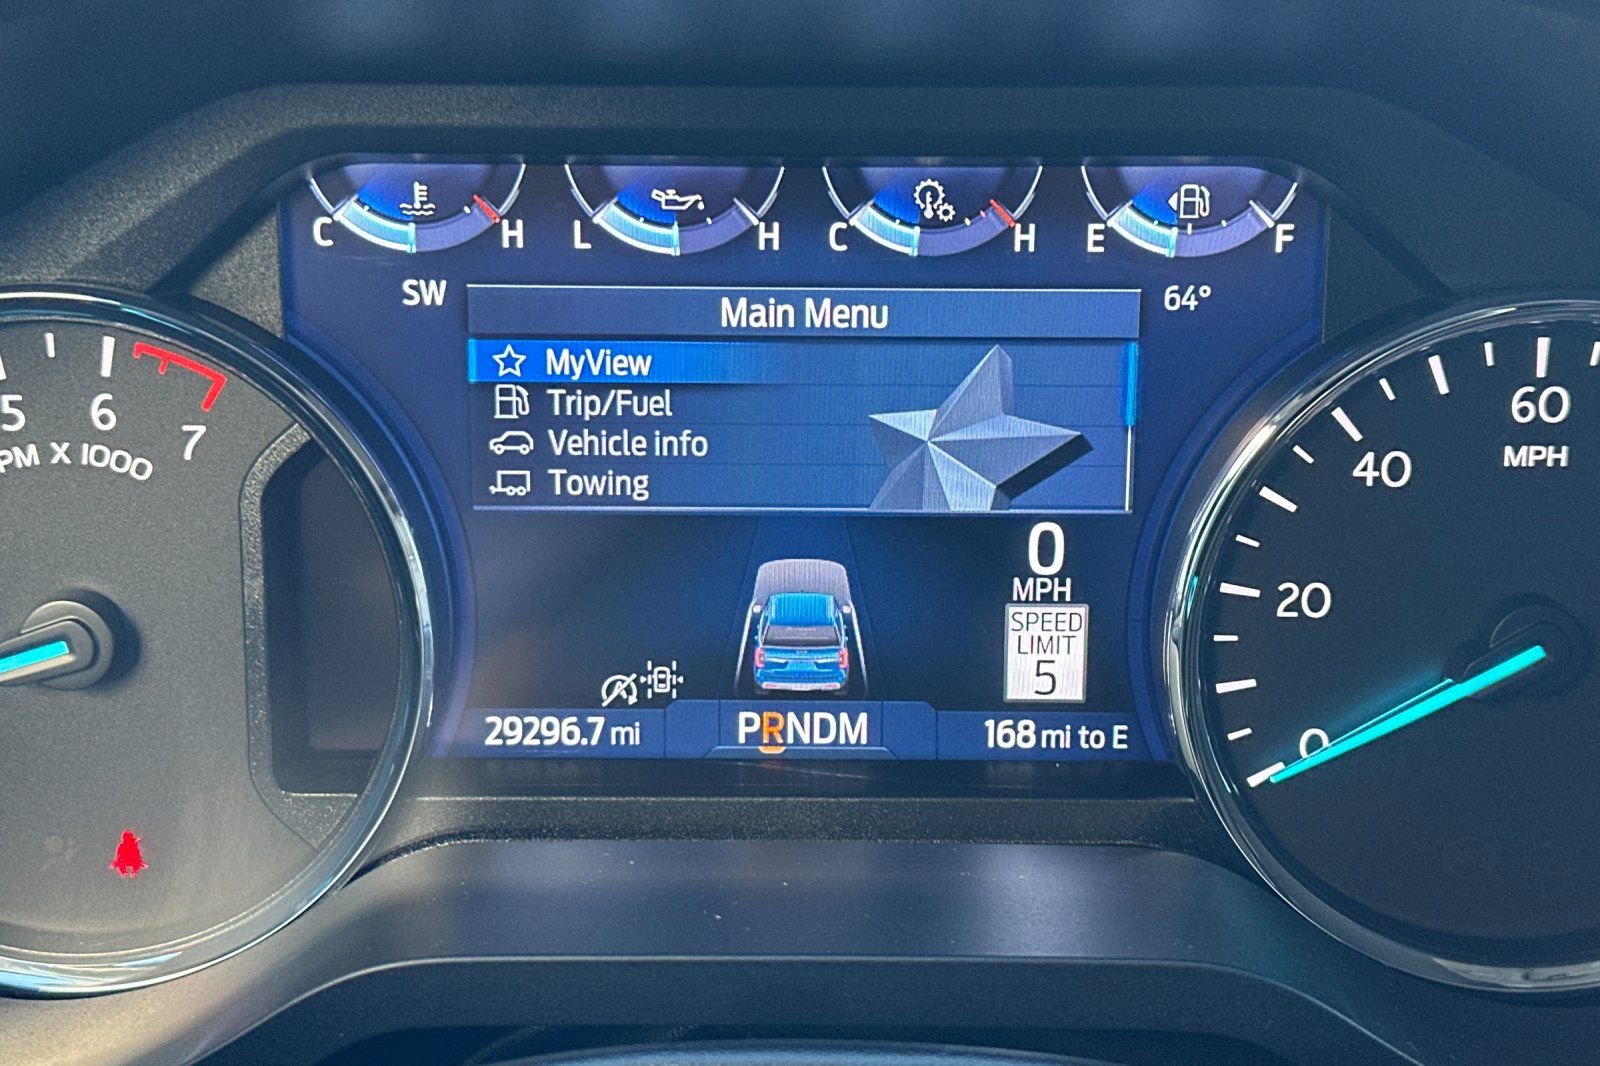 C H L H C H E F
SW
64°
Main Menu
MyView
Trip/Fuel
Vehicle info
Towing
5 6 7
PM X 1000
0
MPH
SPEED
LIMIT
5
29296.7 mi
PRNDM
168 mi to E
0 20 40 60
MPH